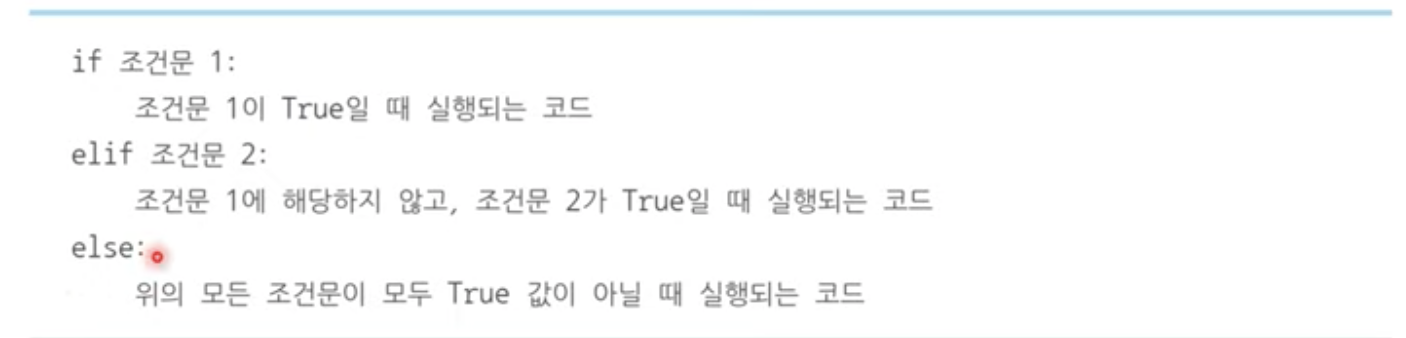 if 조건문 1:
조건문 1이 True일 때 실행되는 코드
elif 조건문 2:
조건문 1에 해당하지 않고, 조건문 2가 True일 때 실행되는 코드
else:
위의 모든 조건문이 모두 True 값이 아닐 때 실행되는 코드